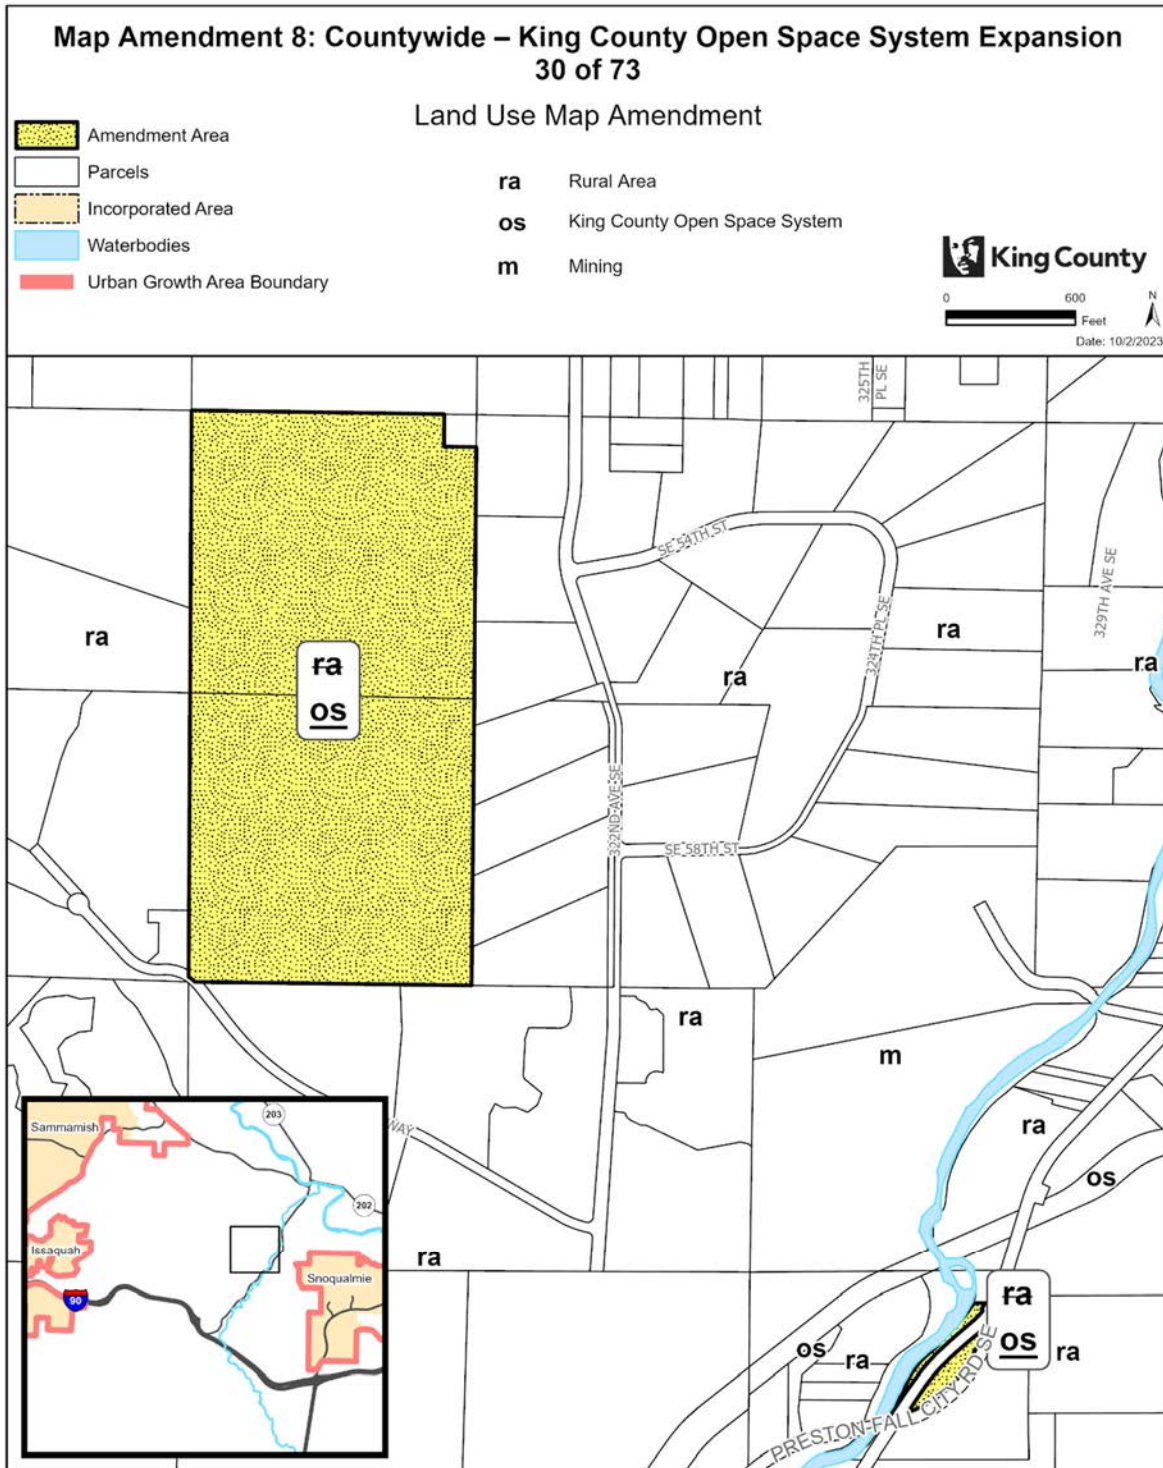 Map Amendment 8: Countywide – King County Open Space System Expansion
30 of 73
Land Use Map Amendment
Amendment Area
Parcels
Incorporated Area
Waterbodies
Urban Growth Area Boundary
ra Rural Area
os King County Open Space System
m Mining
King County
0 600
Feet
N
Date: 10/2/2023
325TH
PL SE
SE 54TH ST
324TH PL SE
329TH AVE SE
ra
ra
ra
ra
ra
os
322ND AVE SE
SE 58TH ST
ra
m
WAY
ra
os
ra
ra
os
ra
os
ra
ra
PRESTON-FALL CITY RD SE
Sammamish
203
202
Issaquah
90
Snoqualmie